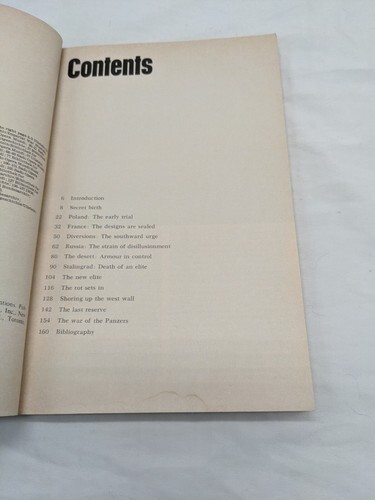 Contents
6 Introduction
8 Secret birth
22 Poland: The early trial
32 France: The designs are sealed
50 Diversions: The southward urge
62 Russia: The strain of disillusionment
80 The desert: Armour in control
90 Stalingrad: Death of an elite
104 The new elite
116 The rot sets in
128 Shoring up the west wall
142 The last reserve
154 The war of the Panzers
160 Bibliography